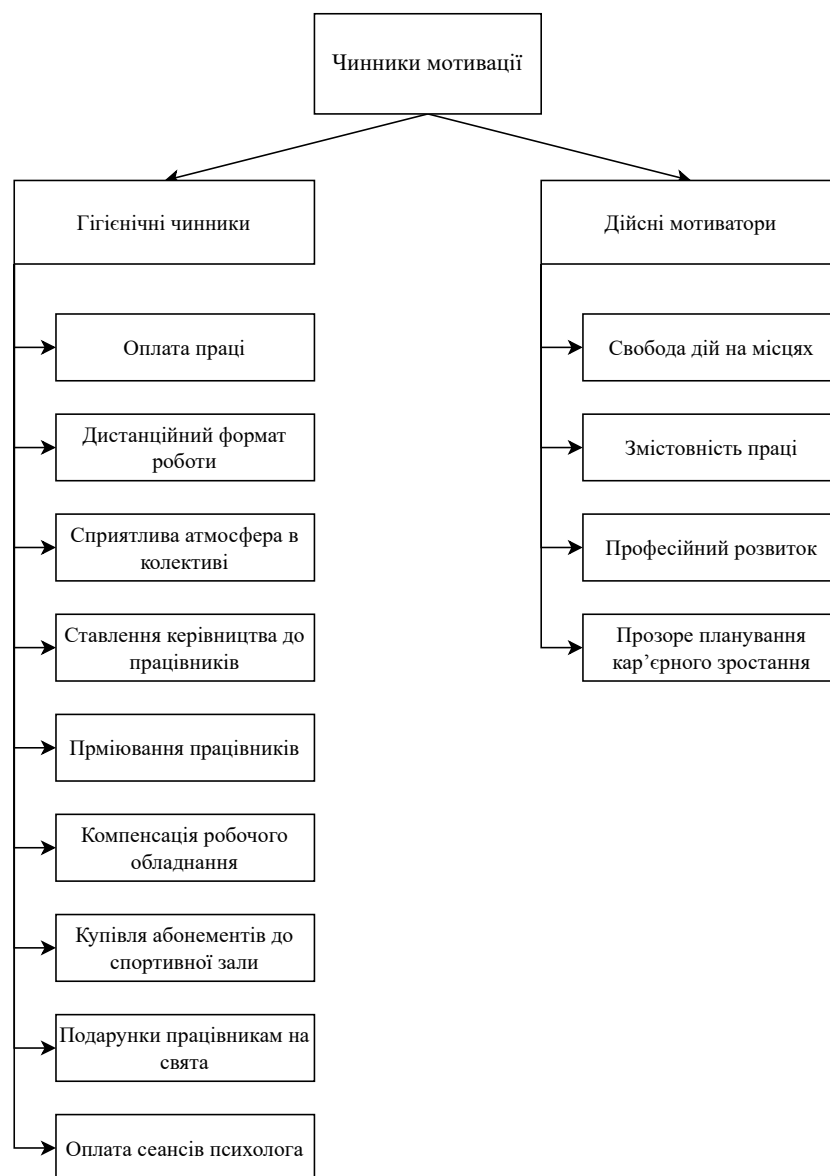 Чинники мотивації
Гігієнічні чинники
Оплата праці
Дистанційний формат
роботи
Сприятлива атмосфера в
колективі
Ставлення керівництва до
працівників
Прміювання працівників
Компенсація робочого
обладнання
Купівля абонементів до
спортивної зали
Подарунки працівникам на
свята
Оплата сеансів психолога
Дійсні мотиватори
Свобода дій на місцях
Змістовність праці
Професійний розвиток
Прозоре планування
кар’єрного зростання